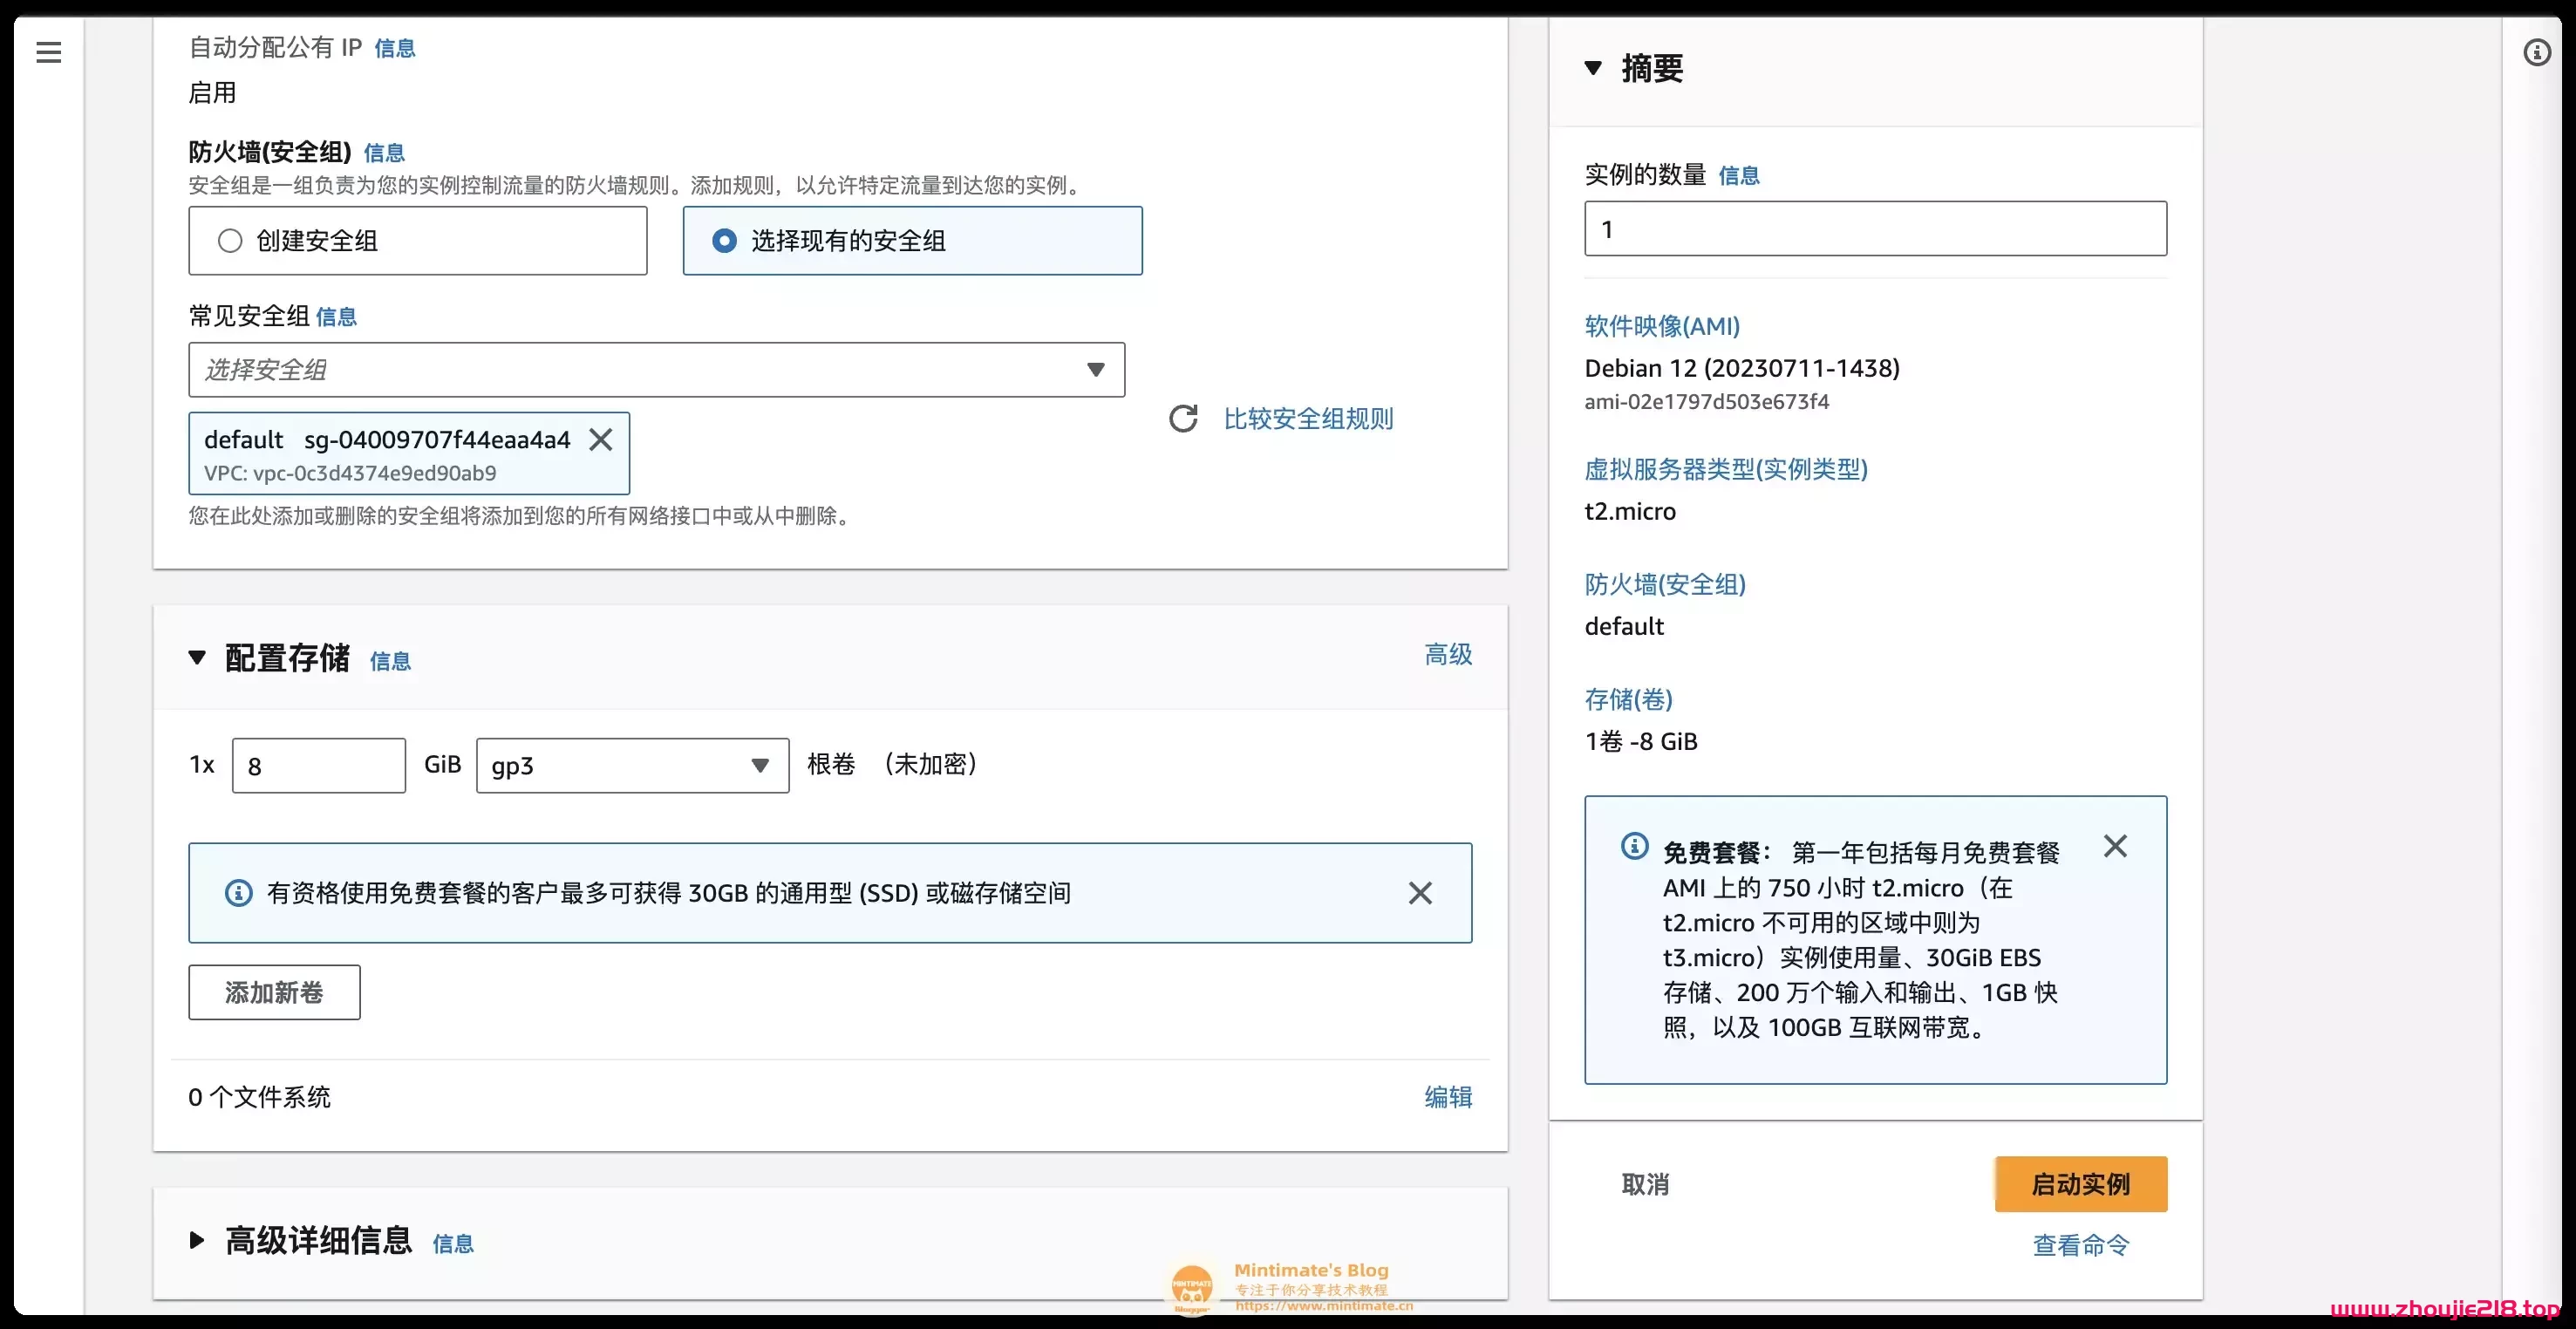 自动分配公有 IP 信息
启用
防火墙(安全组) 信息
安全组是一组负责为您的实例控制流量的防火墙规则。添加规则，以允许特定流量到达您的实例。
创建安全组
选择现有的安全组
常见安全组 信息
选择安全组
default sg-04009707f44eaa4a4
VPC: vpc-0c3d4374e9ed90ab9
比较安全组规则
您在此处添加或删除的安全组将添加到您的所有网络接口中或从中删除。
配置存储 信息
高级
1x 8 GiB gp3 根卷 （未加密）
有资格使用免费套餐的客户最多可获得 30GB 的通用型 (SSD) 或磁存储空间
添加新卷
0 个文件系统
编辑
高级详细信息 信息
摘要
实例的数量 信息
1
软件映像(AMI)
Debian 12 (20230711-1438)
ami-02e1797d503e673f4
虚拟服务器类型(实例类型)
t2.micro
防火墙(安全组)
default
存储(卷)
1卷 -8 GiB
免费套餐： 第一年包括每月免费套餐
AMI 上的 750 小时 t2.micro（在
t2.micro 不可用的区域中则为
t3.micro）实例使用量、30GiB EBS
存储、200 万个输入和输出、1GB 快
照，以及 100GB 互联网带宽。
取消
启动实例
查看命令
MINTIMATE
Blogger
Mintimate's Blog
专注于你分享技术教程
https://www.mintimate.cn
www.zhoujie218.top